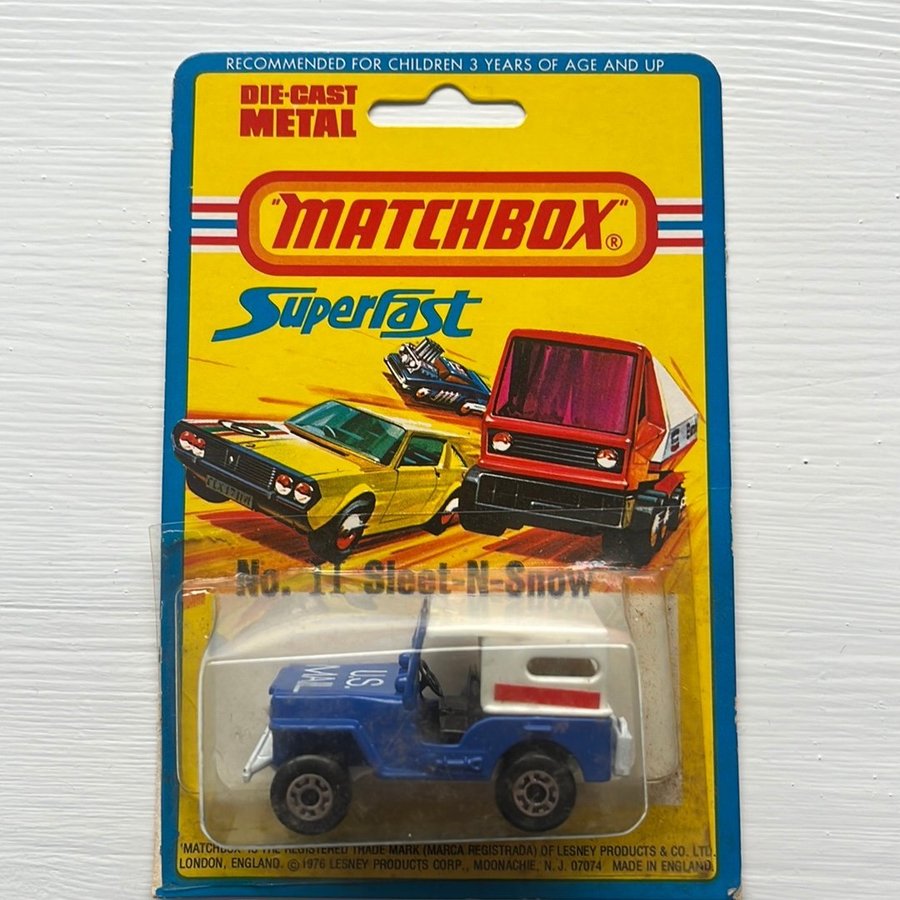 RECOMMENDED FOR CHILDREN 3 YEARS OF AGE AND UP
DIE-CAST
METAL
"MATCHBOX"®
Superfast
No. 11 Sleet-N-Snow
U.S.
MAIL
"MATCHBOX" IS THE REGISTERED TRADE MARK (MARCA REGISTRADA) OF LESNEY PRODUCTS & CO. LTD.
LONDON, ENGLAND. © 1976 LESNEY PRODUCTS CORP., MOONACHIE, N. J. 07074 MADE IN ENGLAND